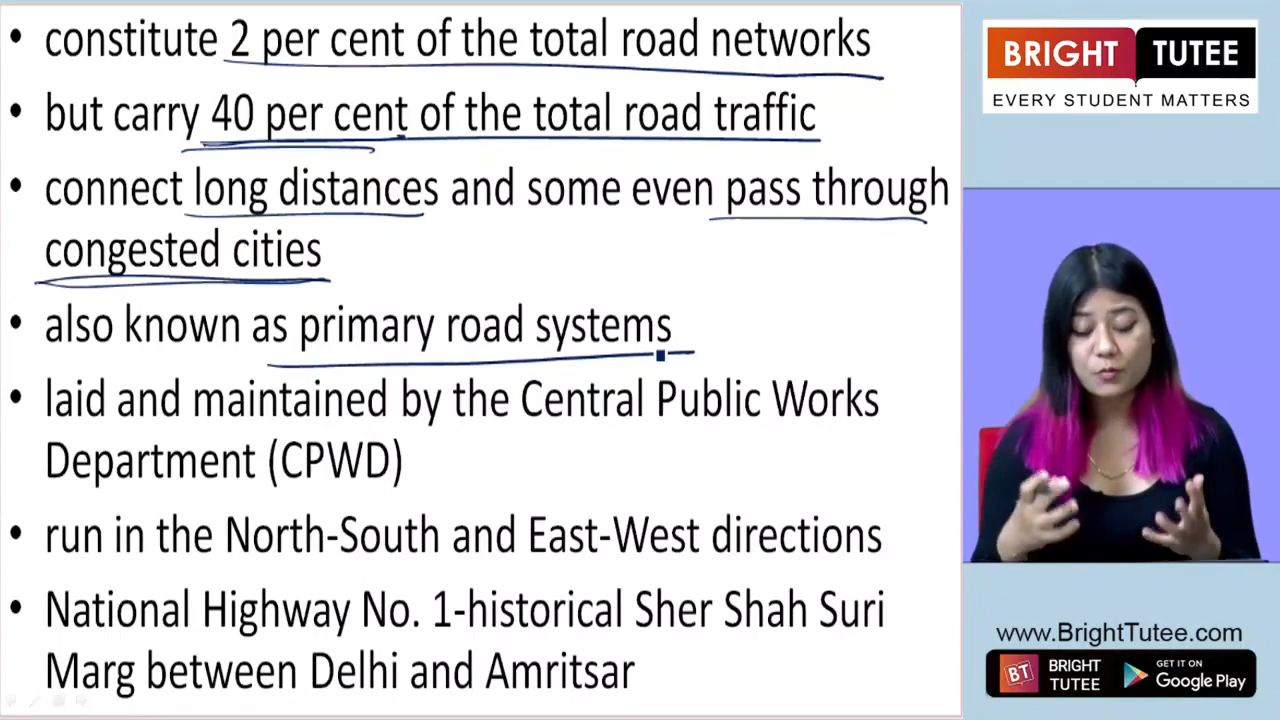 • constitute 2 per cent of the total road networks
• but carry 40 per cent of the total road traffic
• connect long distances and some even pass through
congested cities
• also known as primary road systems
• laid and maintained by the Central Public Works
Department (CPWD)
• run in the North-South and East-West directions
• National Highway No. 1-historical Sher Shah Suri
Marg between Delhi and Amritsar
BRIGHT TUTEE
EVERY STUDENT MATTERS
www.BrightTutee.com
BT BRIGHT
TUTEE
GET IT ON
Google Play